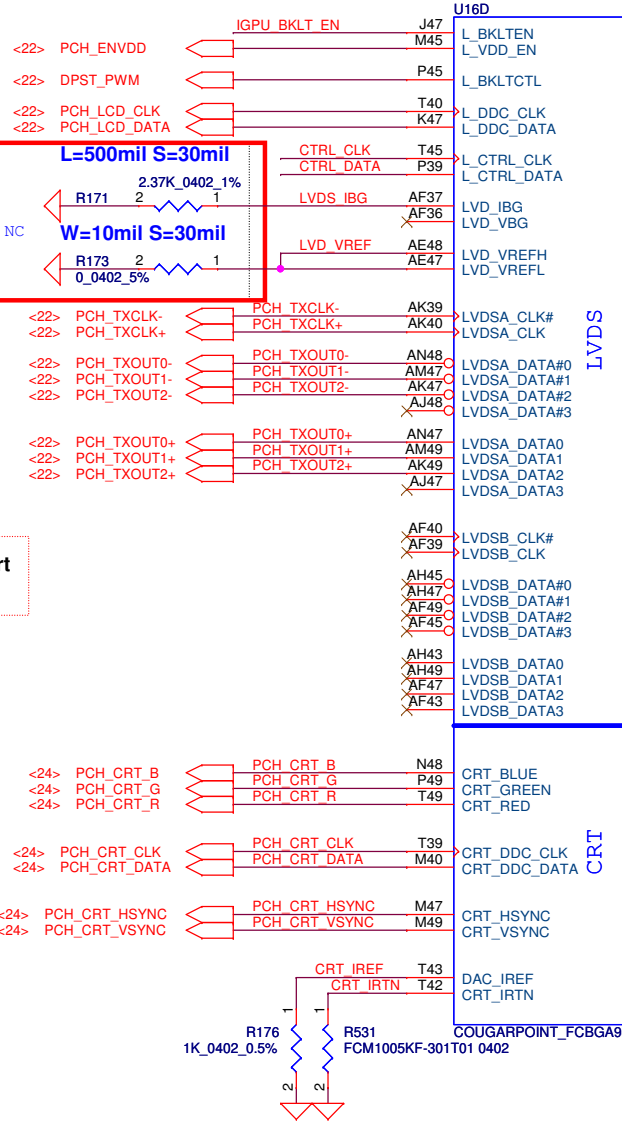 U16D
IGPU_BKLT_EN J47 L_BKLTEN
<22> PCH_ENVDD M45 L_VDD_EN
<22> DPST_PWM P45 L_BKLTCTL
<22> PCH_LCD_CLK T40 L_DDC_CLK
<22> PCH_LCD_DATA K47 L_DDC_DATA
L=500mil S=30mil
CTRL_CLK T45 L_CTRL_CLK
CTRL_DATA P39 L_CTRL_DATA
2.37K_0402_1%
R171 2 1 LVDS_IBG AF37 LVD_IBG
AF36 LVD_VBG
NC W=10mil S=30mil
LVD_VREF AE48 LVD_VREFH
R173 2 1 AE47 LVD_VREFL
0_0402_5%
<22> PCH_TXCLK- PCH_TXCLK- AK39 LVDSA_CLK#
<22> PCH_TXCLK+ PCH_TXCLK+ AK40 LVDSA_CLK
LVDS
<22> PCH_TXOUT0- PCH_TXOUT0- AN48 LVDSA_DATA#0
<22> PCH_TXOUT1- PCH_TXOUT1- AM47 LVDSA_DATA#1
<22> PCH_TXOUT2- PCH_TXOUT2- AK47 LVDSA_DATA#2
AJ48 LVDSA_DATA#3
<22> PCH_TXOUT0+ PCH_TXOUT0+ AN47 LVDSA_DATA0
<22> PCH_TXOUT1+ PCH_TXOUT1+ AM49 LVDSA_DATA1
<22> PCH_TXOUT2+ PCH_TXOUT2+ AK49 LVDSA_DATA2
AJ47 LVDSA_DATA3
AF40 LVDSB_CLK#
AF39 LVDSB_CLK
rt
AH45 LVDSB_DATA#0
AH47 LVDSB_DATA#1
AF49 LVDSB_DATA#2
AF45 LVDSB_DATA#3
AH43 LVDSB_DATA0
AH49 LVDSB_DATA1
AF47 LVDSB_DATA2
AF43 LVDSB_DATA3
<24> PCH_CRT_B PCH_CRT_B N48 CRT_BLUE
<24> PCH_CRT_G PCH_CRT_G P49 CRT_GREEN
<24> PCH_CRT_R PCH_CRT_R T49 CRT_RED
CRT
<24> PCH_CRT_CLK PCH_CRT_CLK T39 CRT_DDC_CLK
<24> PCH_CRT_DATA PCH_CRT_DATA M40 CRT_DDC_DATA
<24> PCH_CRT_HSYNC PCH_CRT_HSYNC M47 CRT_HSYNC
<24> PCH_CRT_VSYNC PCH_CRT_VSYNC M49 CRT_VSYNC
CRT_IREF T43 DAC_IREF
CRT_IRTN T42 CRT_IRTN
1 1
R176 R531 COUGARPOINT_FCBGA9
1K_0402_0.5% FCM1005KF-301T01 0402
2 2